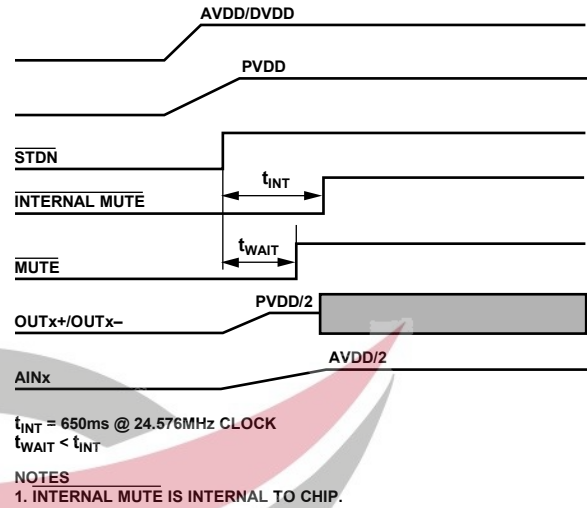 AVDD/DVDD
PVDD
STDN
tINT
INTERNAL MUTE
tWAIT
MUTE
PVDD/2
OUTx+/OUTx–
AVDD/2
AINx
tINT = 650ms @ 24.576MHz CLOCK
tWAIT < tINT
NOTES
1. INTERNAL MUTE IS INTERNAL TO CHIP.